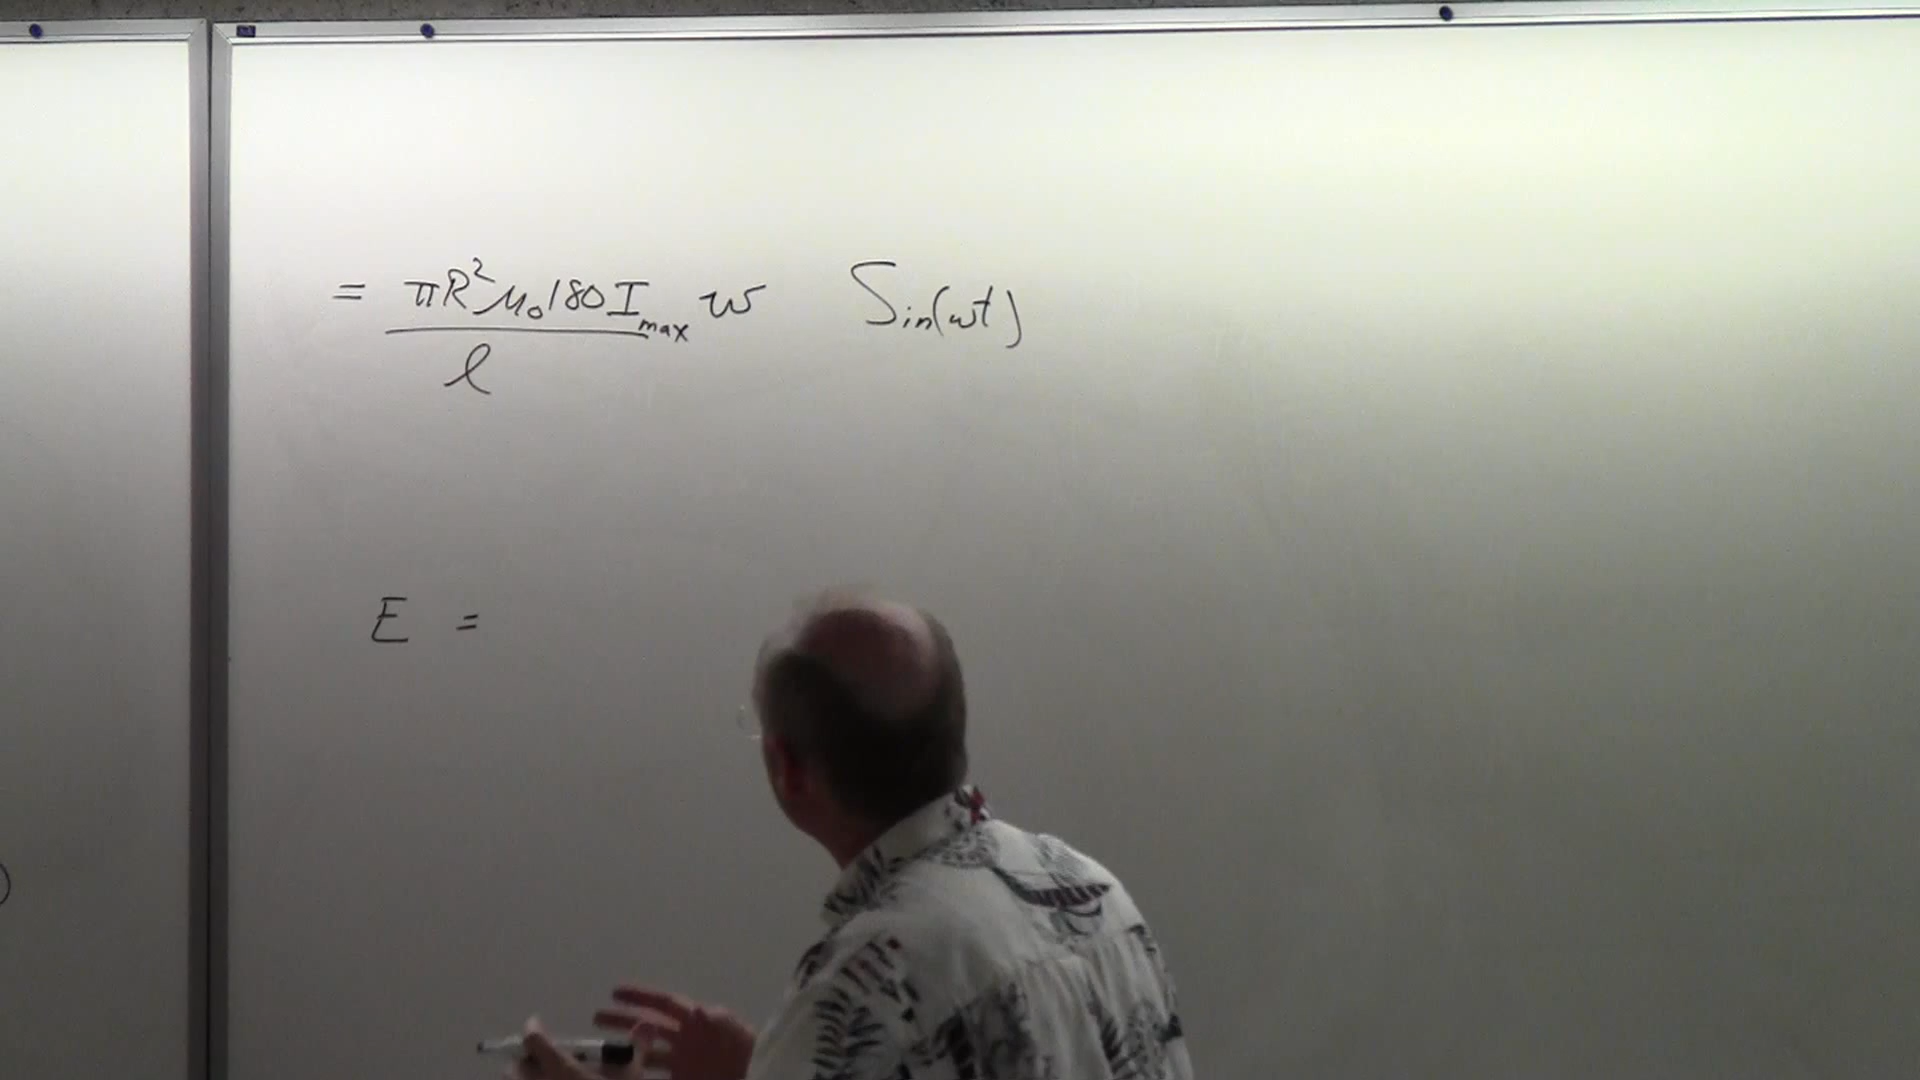 = πR²μ₀180I_max ω Sin(ωt)
ℓ
E =